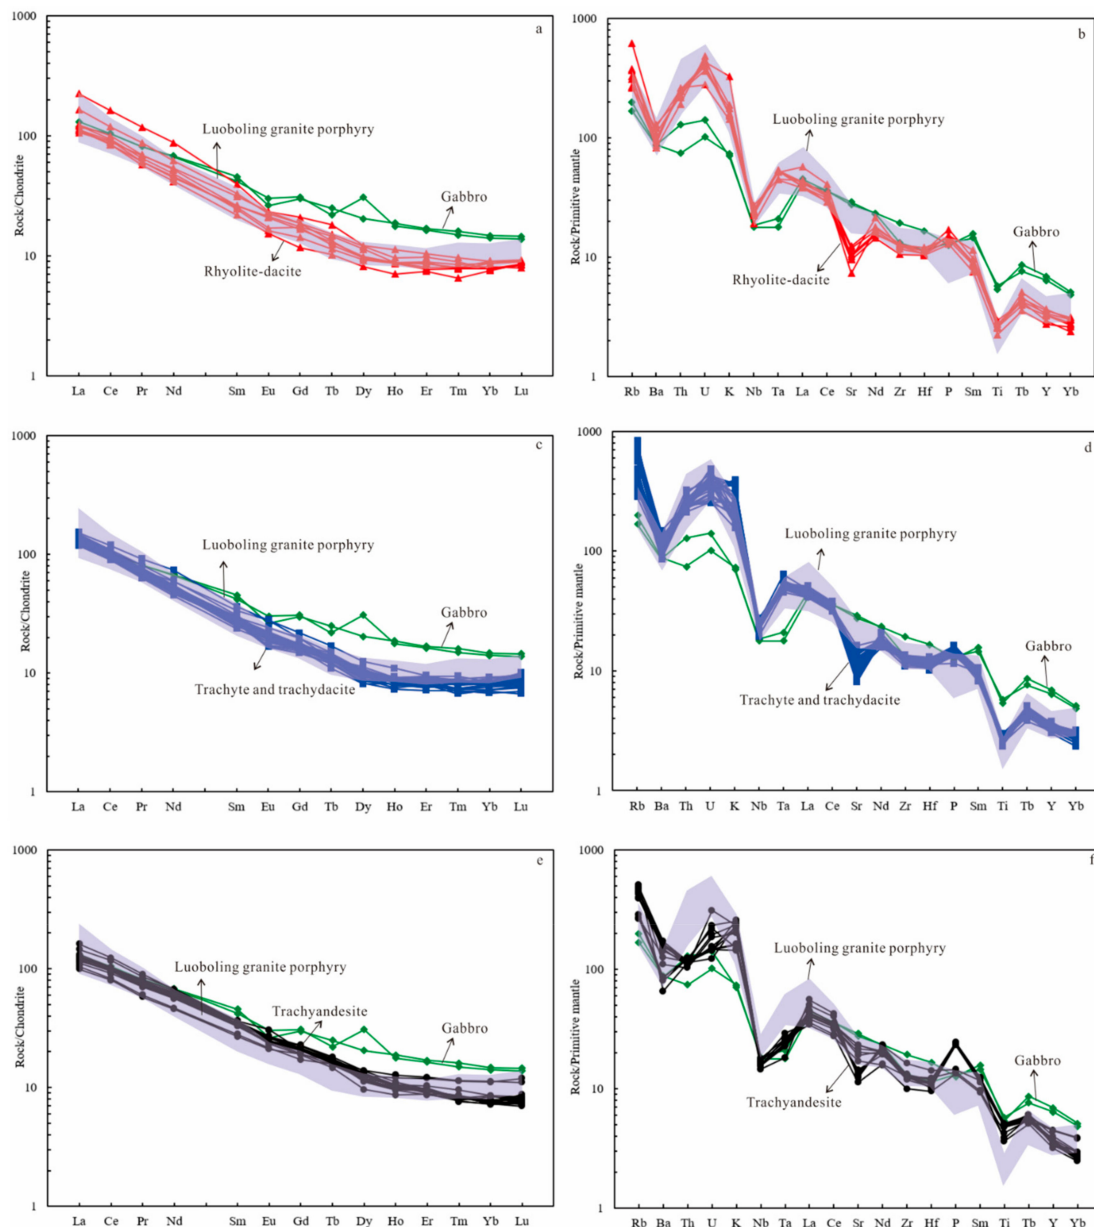 a
1000
100
10
1
Rock/Chondrite
Luoboling granite porphyry
Gabbro
Rhyolite-dacite
La Ce Pr Nd Sm Eu Gd Tb Dy Ho Er Tm Yb Lu
b
1000
100
10
1
Rock/Primitive mantle
Luoboling granite porphyry
Gabbro
Rhyolite-dacite
Rb Ba Th U K Nb Ta La Ce Sr Nd Zr Hf P Sm Ti Tb Y Yb
c
1000
100
10
1
Rock/Chondrite
Luoboling granite porphyry
Gabbro
Trachyte and trachydacite
La Ce Pr Nd Sm Eu Gd Tb Dy Ho Er Tm Yb Lu
d
1000
100
10
1
Rock/Primitive mantle
Luoboling granite porphyry
Gabbro
Trachyte and trachydacite
Rb Ba Th U K Nb Ta La Ce Sr Nd Zr Hf P Sm Ti Tb Y Yb
e
1000
100
10
1
Rock/Chondrite
Luoboling granite porphyry
Trachyandesite
Gabbro
La Ce Pr Nd Sm Eu Gd Tb Dy Ho Er Tm Yb Lu
f
1000
100
10
1
Rock/Primitive mantle
Luoboling granite porphyry
Gabbro
Trachyandesite
Rb Ba Th U K Nb Ta La Ce Sr Nd Zr Hf P Sm Ti Tb Y Yb